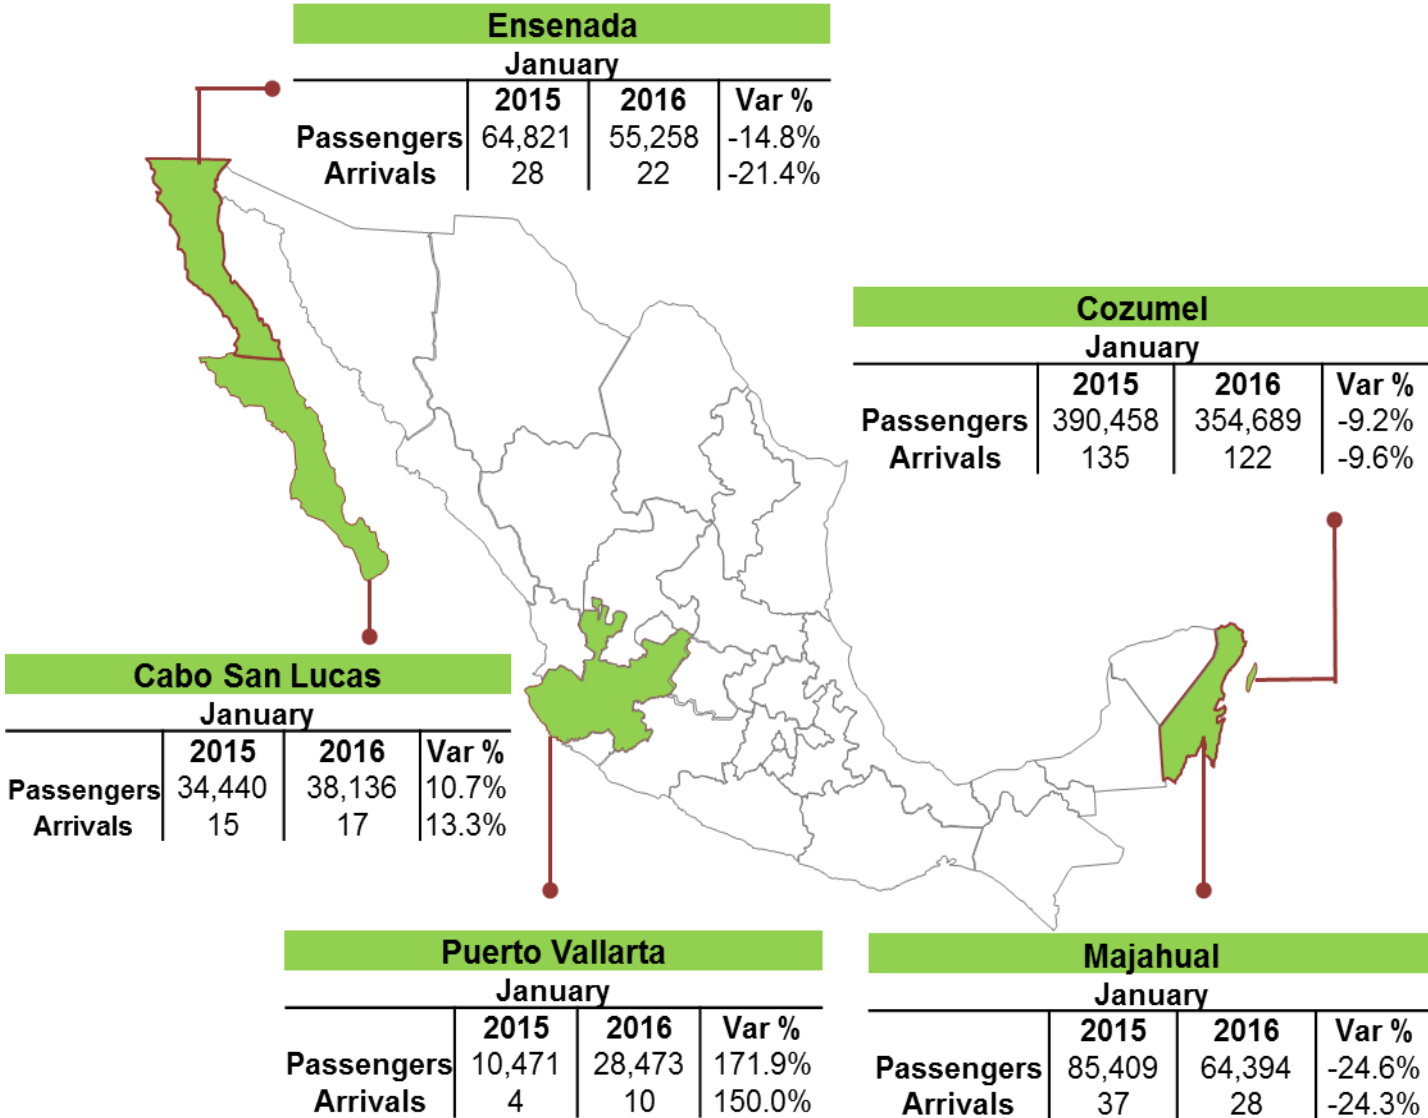 Ensenada
January
2015 2016 Var %
Passengers 64,821 55,258 -14.8%
Arrivals 28 22 -21.4%
Cozumel
January
2015 2016 Var %
Passengers 390,458 354,689 -9.2%
Arrivals 135 122 -9.6%
Cabo San Lucas
January
2015 2016 Var %
Passengers 34,440 38,136 10.7%
Arrivals 15 17 13.3%
Puerto Vallarta
January
2015 2016 Var %
Passengers 10,471 28,473 171.9%
Arrivals 4 10 150.0%
Majahual
January
2015 2016 Var %
Passengers 85,409 64,394 -24.6%
Arrivals 37 28 -24.3%